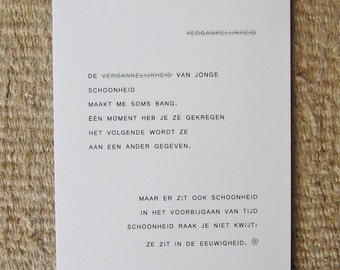 VERGANKELIJKHEID
DE VERGANKELIJKHEID VAN JONGE
SCHOONHEID
MAAKT ME SOMS BANG.
ÉÉN MOMENT HEB JE ZE GEKREGEN
HET VOLGENDE WORDT ZE
AAN EEN ANDER GEGEVEN.
MAAR ER ZIT OOK SCHOONHEID
IN HET VOORBIJGAAN VAN TIJD
SCHOONHEID RAAK JE NIET KWIJT:
ZE ZIT IN DE EEUWIGHEID. ®